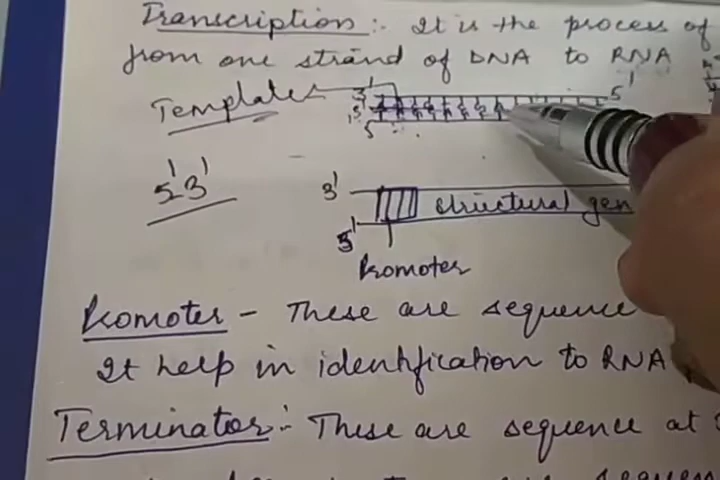 Transcription:- It is the process of
from one strand of DNA to RNA
Template
3' 5'
5
5' 3'
3' structural gen
5'
Promoter
Promoter - These are sequence
It help in identification to RNA
Terminator:- These are sequence at